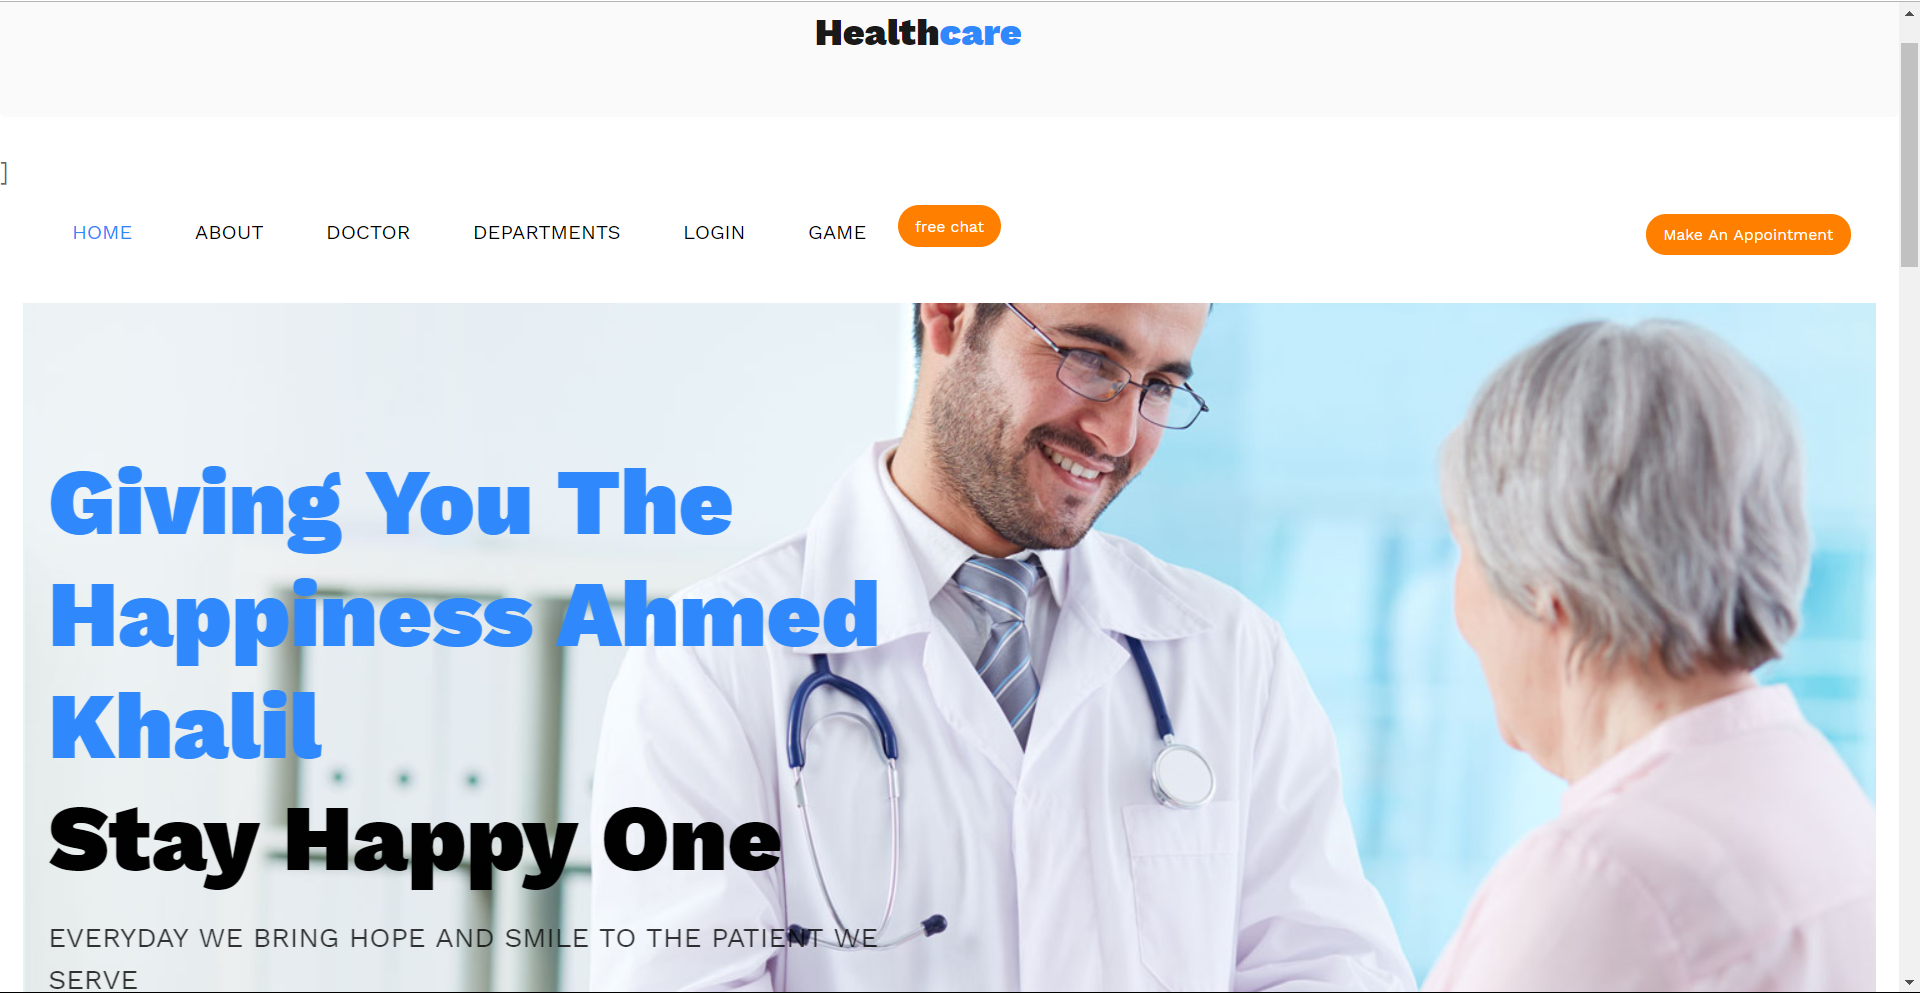 Healthcare
]
HOME ABOUT DOCTOR DEPARTMENTS LOGIN GAME free chat Make An Appointment
Giving You The
Happiness Ahmed
Khalil
Stay Happy One
EVERYDAY WE BRING HOPE AND SMILE TO THE PATIENT WE
SERVE